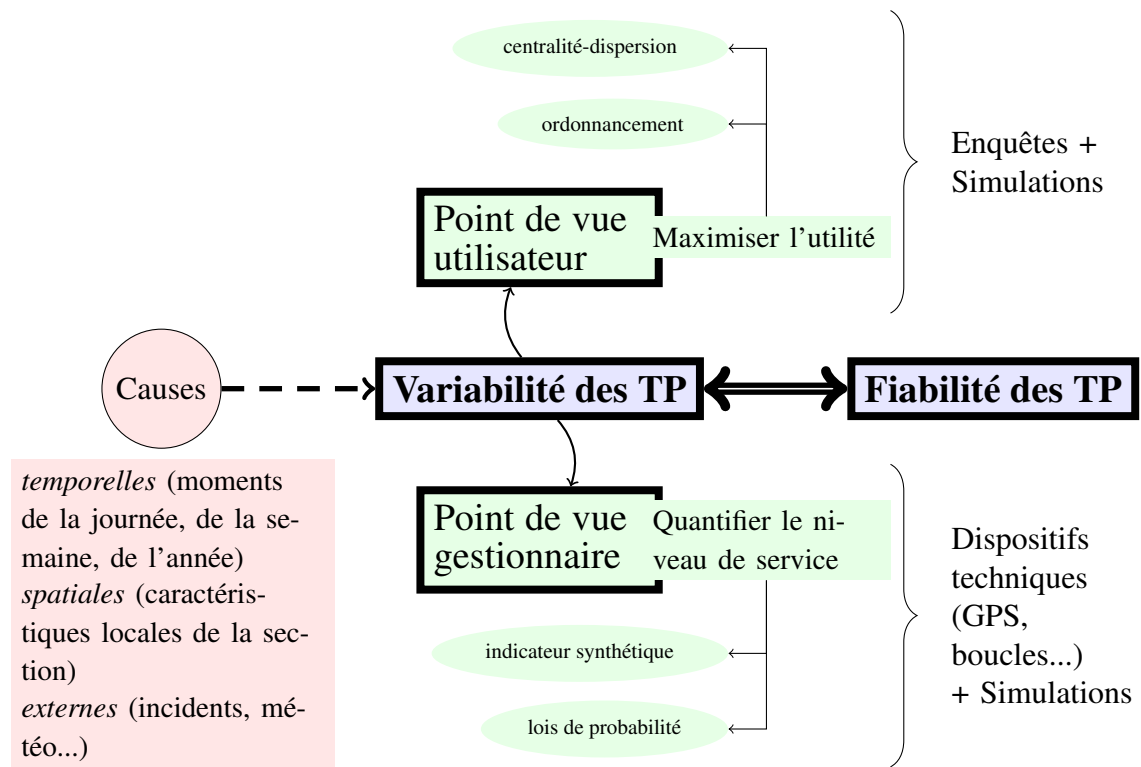 centralité-dispersion
ordonnancement
Enquêtes +
Simulations
Point de vue
utilisateur
Maximiser l'utilité
Causes
Variabilité des TP
Fiabilité des TP
temporelles (moments
de la journée, de la se-
maine, de l'année)
spatiales (caractéris-
tiques locales de la sec-
tion)
externes (incidents, mé-
téo...)
Point de vue
gestionnaire
Quantifier le ni-
veau de service
indicateur synthétique
lois de probabilité
Dispositifs
techniques
(GPS,
boucles...)
+ Simulations